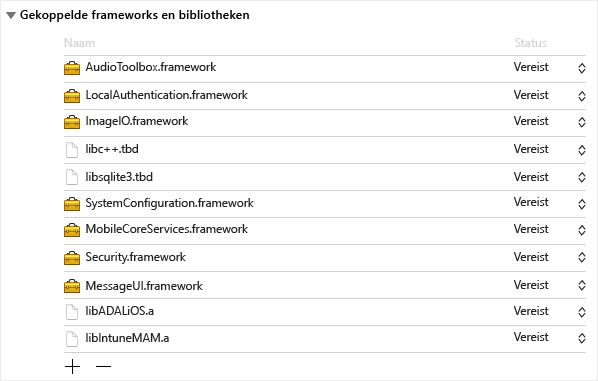 Gekoppelde frameworks en bibliotheken
Naam Status
AudioToolbox.framework Vereist
LocalAuthentication.framework Vereist
ImageIO.framework Vereist
libc++.tbd Vereist
libsqlite3.tbd Vereist
SystemConfiguration.framework Vereist
MobileCoreServices.framework Vereist
Security.framework Vereist
MessageUI.framework Vereist
libADALiOS.a Vereist
libIntuneMAM.a Vereist